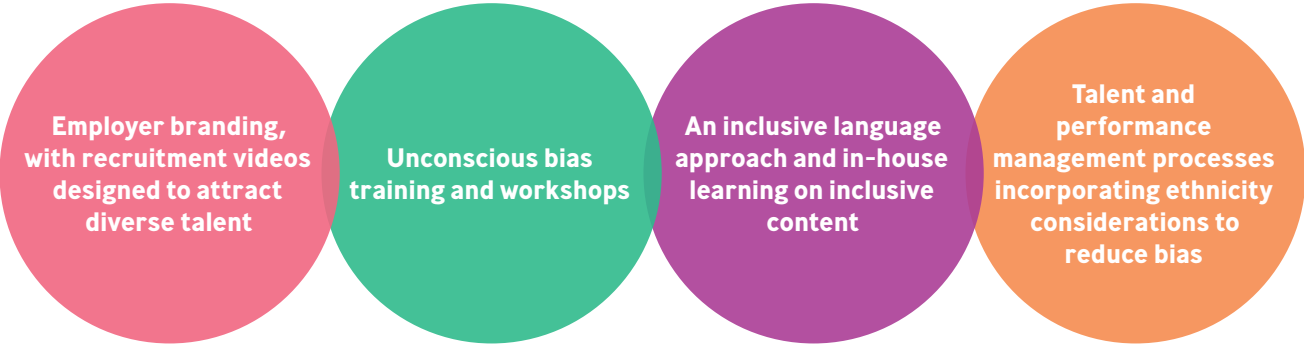 Employer branding,
with recruitment videos
designed to attract
diverse talent
Unconscious bias
training and workshops
An inclusive language
approach and in-house
learning on inclusive
content
Talent and
performance
management processes
incorporating ethnicity
considerations to
reduce bias